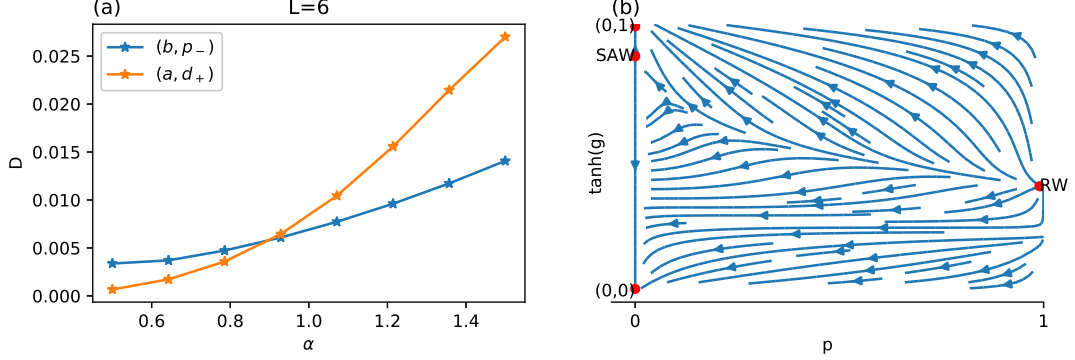 (a)
L=6
0.025
0.020
0.015
0.010
0.005
0.000
D
(b, p₋)
(a, d₊)
0.6
0.8
1.0
1.2
1.4
α
(b)
(0,1)
SAW
tanh(g)
RW
(0,0)
0
1
p